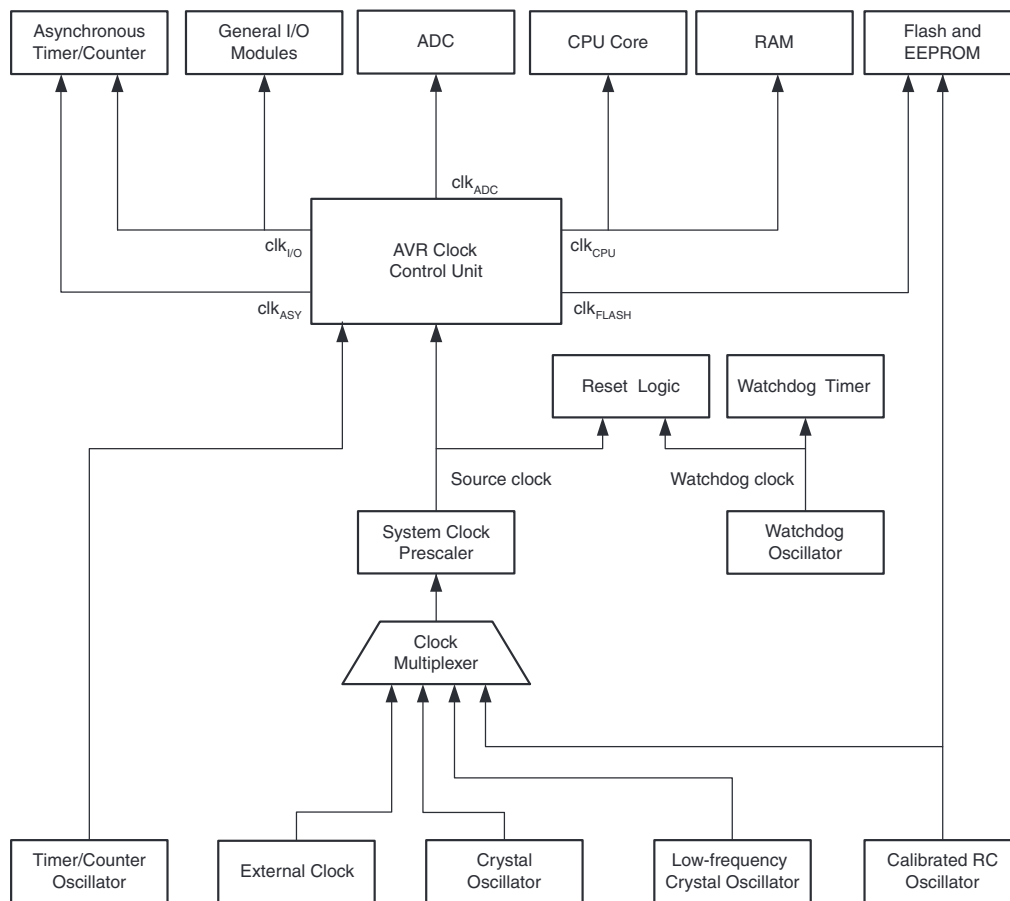 Asynchronous
Timer/Counter
General I/O
Modules
ADC
CPU Core
RAM
Flash and
EEPROM
clkADC
clkI/O
AVR Clock
Control Unit
clkCPU
clkASY
clkFLASH
Reset Logic
Watchdog Timer
Source clock
Watchdog clock
System Clock
Prescaler
Watchdog
Oscillator
Clock
Multiplexer
Timer/Counter
Oscillator
External Clock
Crystal
Oscillator
Low-frequency
Crystal Oscillator
Calibrated RC
Oscillator